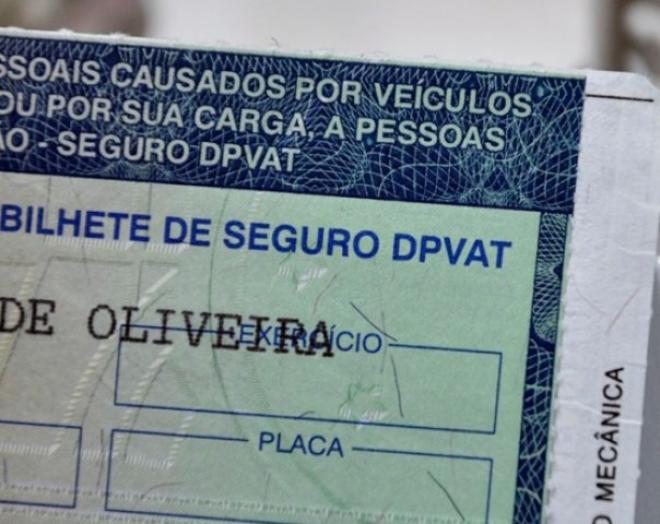 SSOAIS CAUSADOS POR VEÍCULOS
OU POR SUA CARGA, A PESSOAS
ÃO - SEGURO DPVAT
BILHETE DE SEGURO DPVAT
DE OLIVEIRA
EXERCÍCIO
PLACA
O MECÂNICA